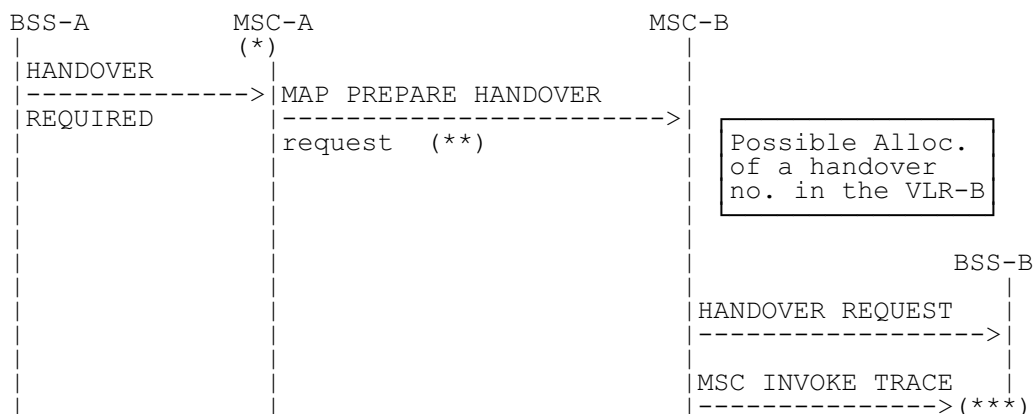 BSS-A MSC-A MSC-B
(*)
HANDOVER
MAP PREPARE HANDOVER
REQUIRED
request (**)
Possible Alloc.
of a handover
no. in the VLR-B
BSS-B
HANDOVER REQUEST
MSC INVOKE TRACE
(***)